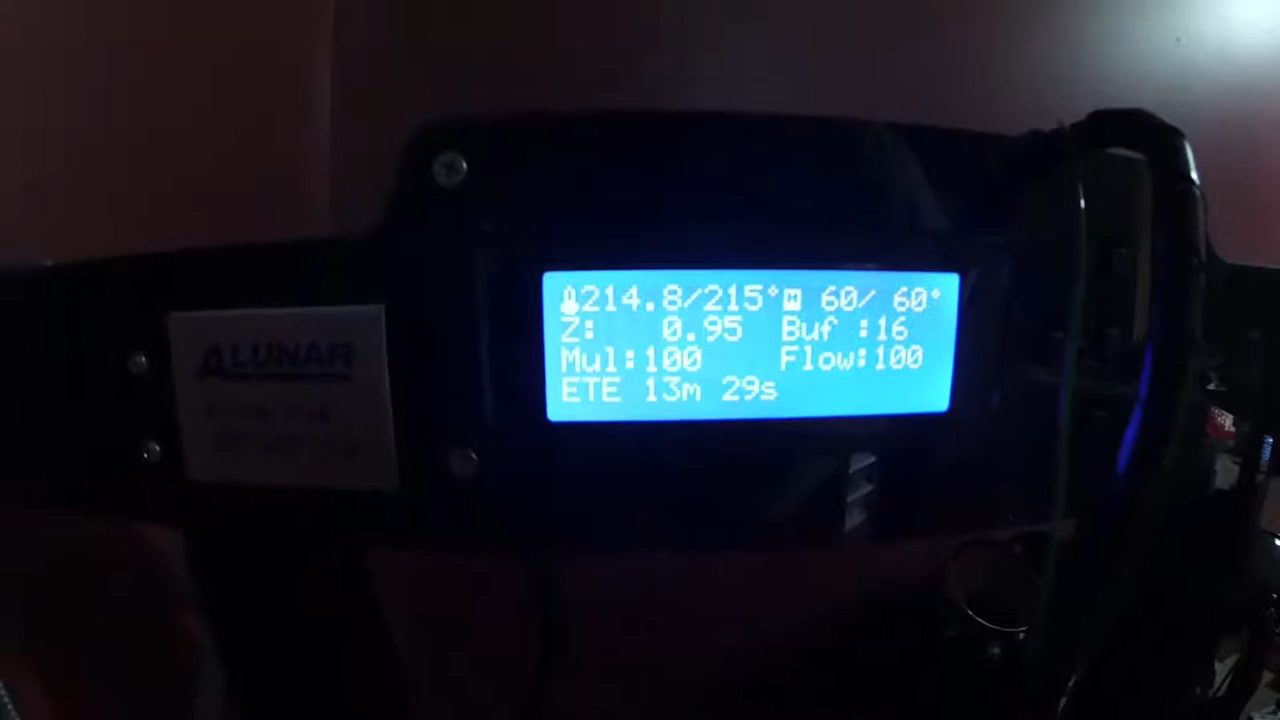 ALUNAR
214.8/215° 60/ 60°
Z: 0.95 Buf :16
Mul:100 Flow:100
ETE 13m 29s